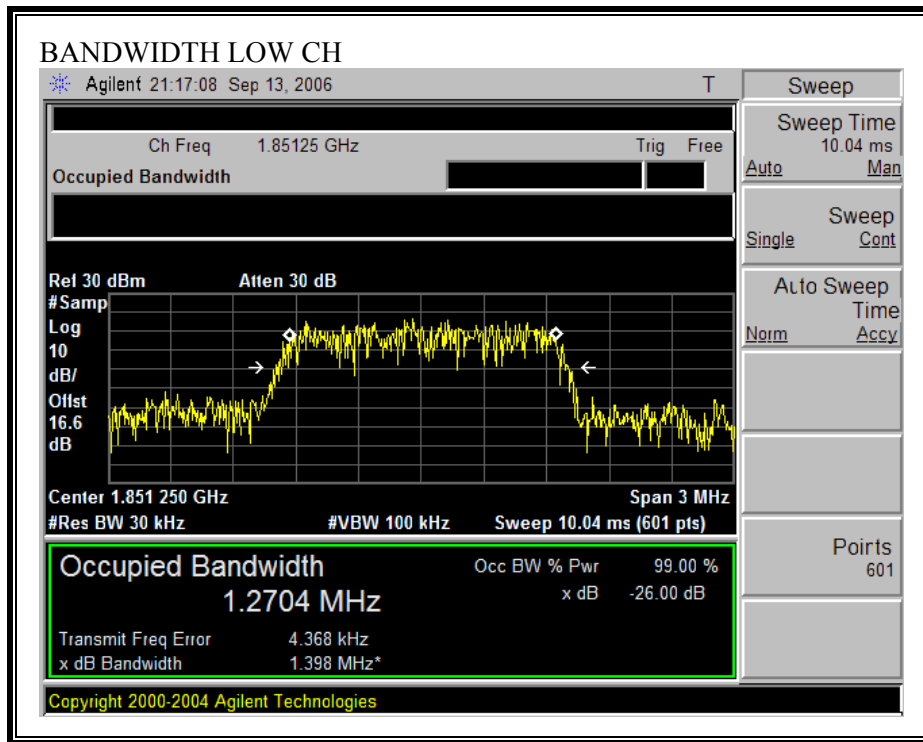 BANDWIDTH LOW CH
Agilent 21:17:08 Sep 13, 2006 T
Sweep
Ch Freq 1.85125 GHz Trig Free
Occupied Bandwidth
Sweep Time
10.04 ms
Auto Man
Sweep
Single Cont
Auto Sweep
Time
Norm Accy
Ref 30 dBm Atten 30 dB
#Samp
Log
10
dB/
Offst
16.6
dB
Center 1.851 250 GHz Span 3 MHz
#Res BW 30 kHz #VBW 100 kHz Sweep 10.04 ms (601 pts)
Points
601
Occupied Bandwidth Occ BW % Pwr 99.00 %
1.2704 MHz x dB -26.00 dB
Transmit Freq Error 4.368 kHz
x dB Bandwidth 1.398 MHz*
Copyright 2000-2004 Agilent Technologies